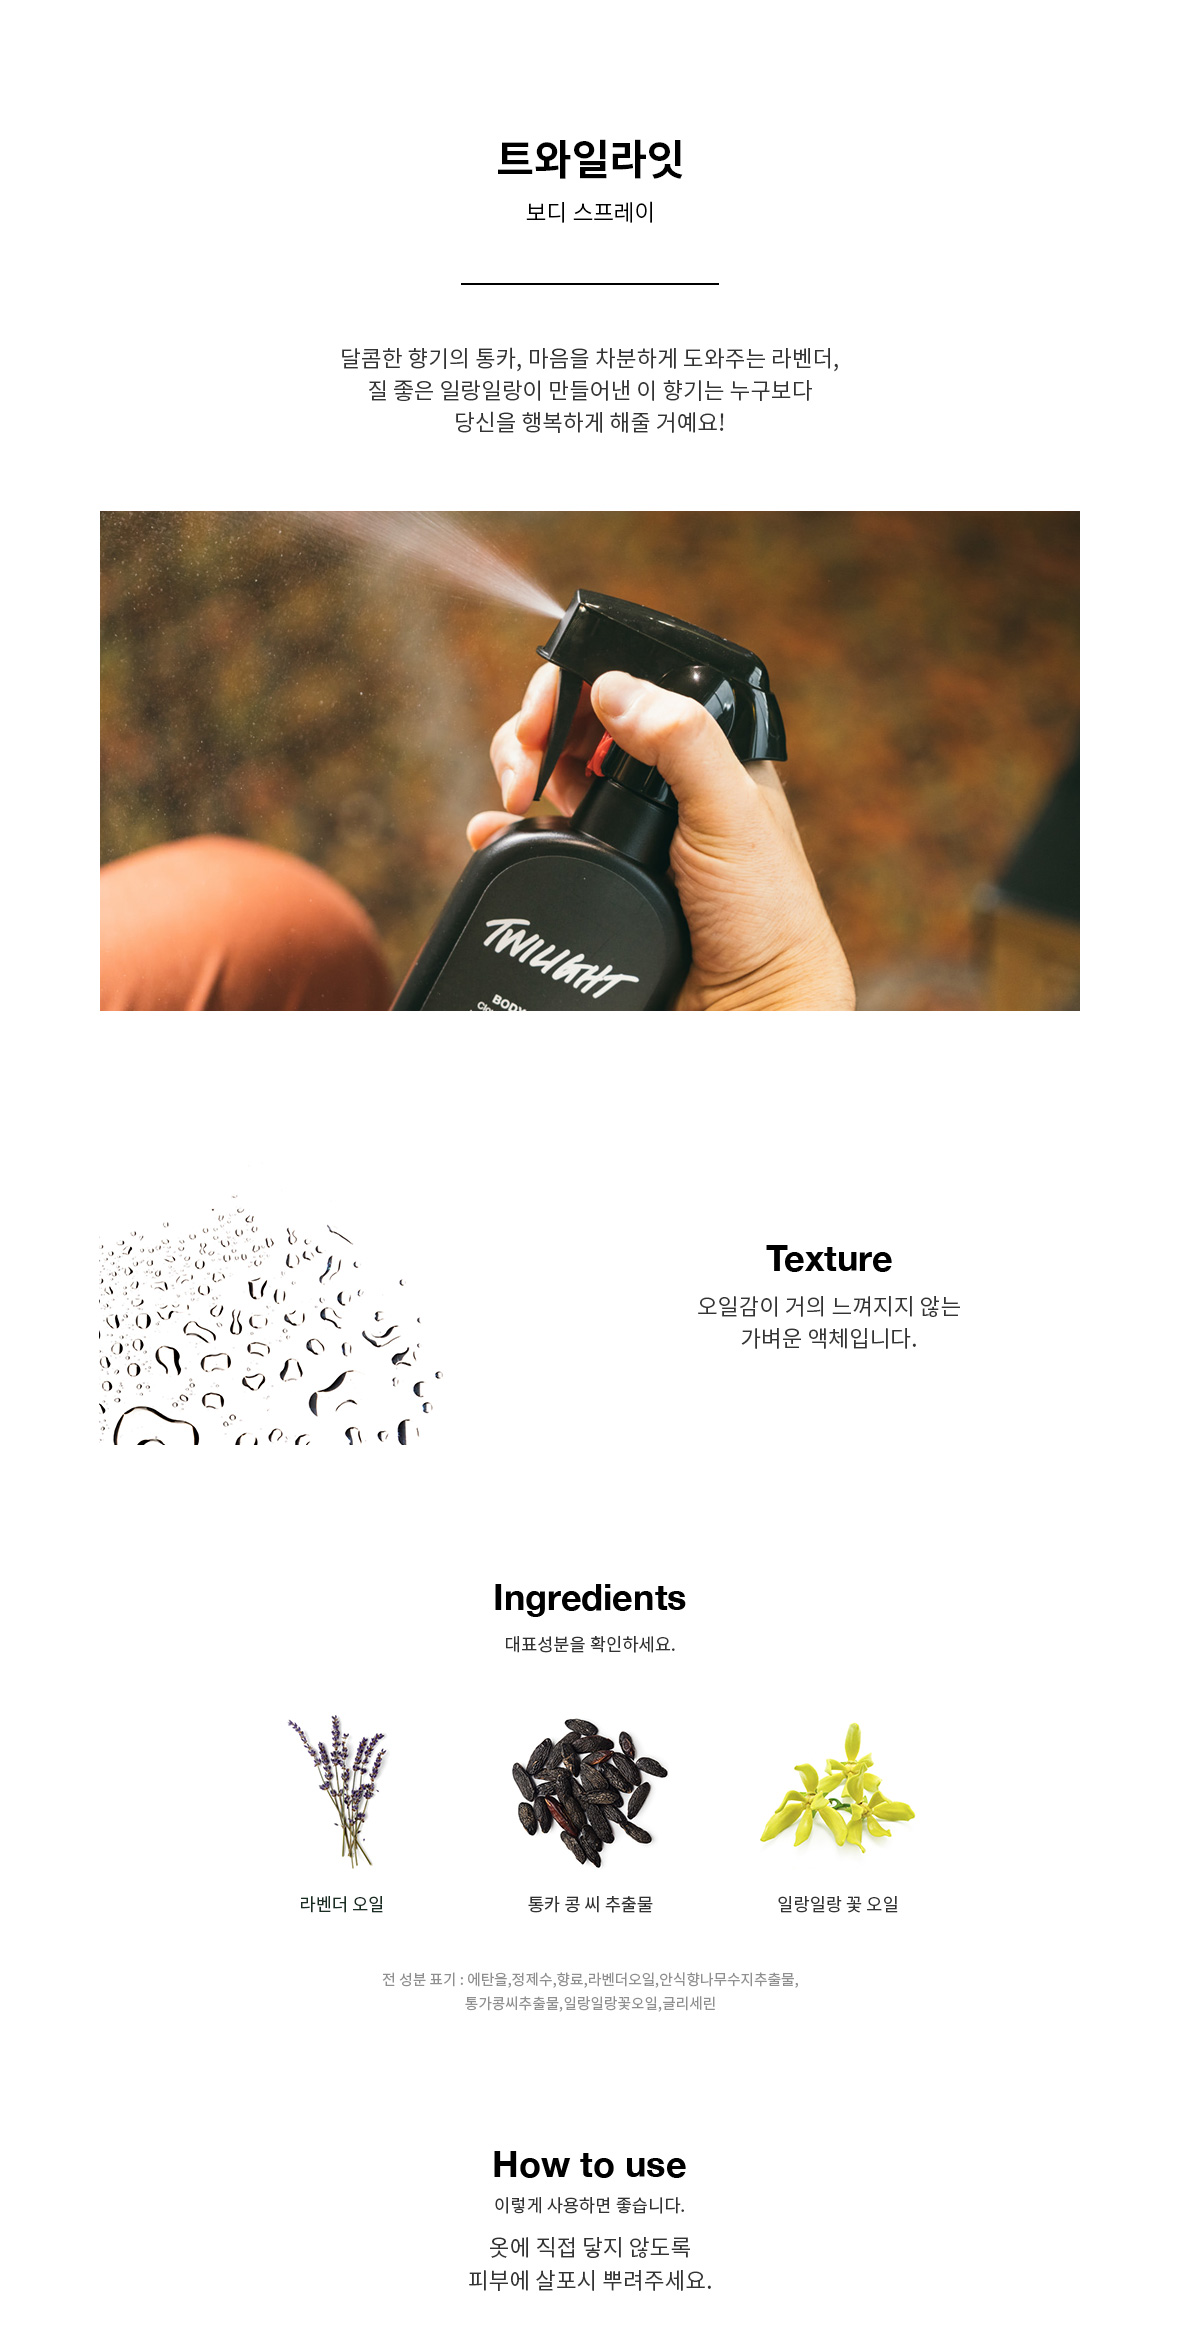 트와일라잇
보디 스프레이
달콤한 향기의 통카, 마음을 차분하게 도와주는 라벤더,
질 좋은 일랑일랑이 만들어낸 이 향기는 누구보다
당신을 행복하게 해줄 거예요!
TWILIGHT
BODY
Texture
오일감이 거의 느껴지지 않는
가벼운 액체입니다.
Ingredients
대표성분을 확인하세요.
라벤더 오일
통카 콩 씨 추출물
일랑일랑 꽃 오일
전 성분 표기 : 에탄올,정제수,향료,라벤더오일,안식향나무수지추출물,
통가콩씨추출물,일랑일랑꽃오일,글리세린
How to use
이렇게 사용하면 좋습니다.
옷에 직접 닿지 않도록
피부에 살포시 뿌려주세요.